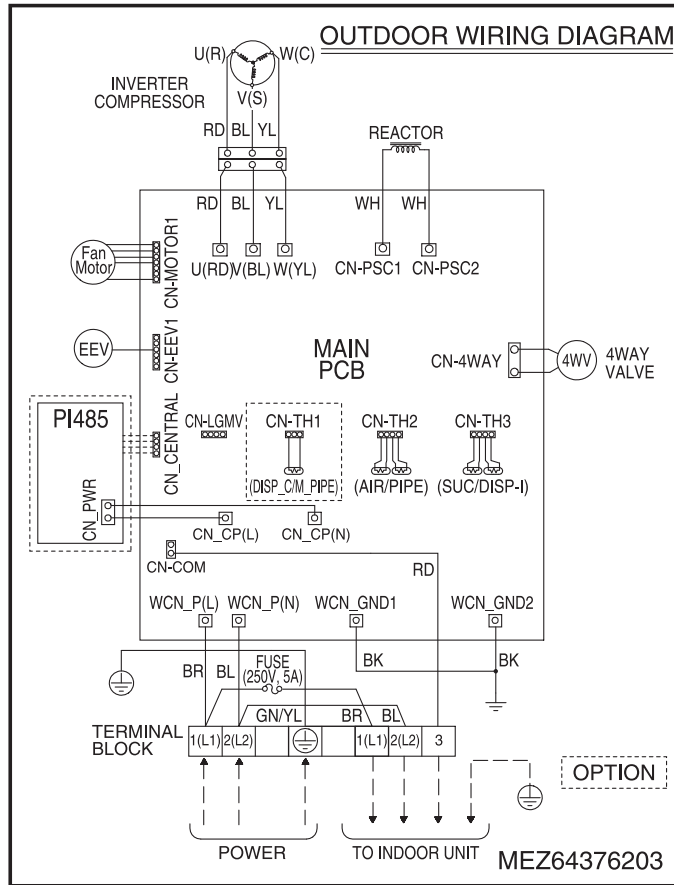 OUTDOOR WIRING DIAGRAM
U(R) W(C)
INVERTER
COMPRESSOR
V(S)
RD BL YL
REACTOR
RD BL YL WH WH
Fan
Motor
CN-MOTOR1
U(RD) V(BL) W(YL)
CN-PSC1 CN-PSC2
EEV
CN-EEV1
MAIN
PCB
CN-4WAY
4WV
4WAY
VALVE
PI485
CN_CENTRAL
CN-LGMV
CN-TH1
CN-TH2
CN-TH3
(DISP_C/M_PIPE)
(AIR/PIPE)
(SUC/DISP-I)
CN_PWR
CN_CP(L)
CN_CP(N)
CN-COM
RD
WCN_P(L) WCN_P(N) WCN_GND1 WCN_GND2
BR BL
FUSE
(250V, 5A)
BK BK
GN/YL BR BL
TERMINAL
BLOCK
1(L1) 2(L2) 1(L1) 2(L2) 3
OPTION
POWER
TO INDOOR UNIT
MEZ64376203